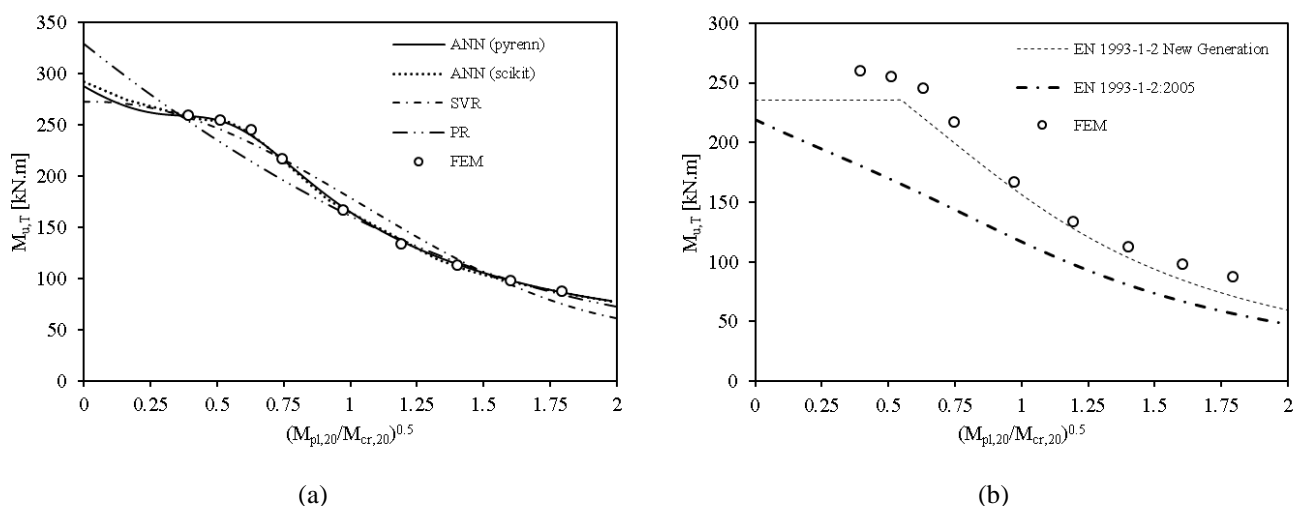 350
300
250
200
150
100
50
0
M_u,T [kN.m]
0 0.25 0.5 0.75 1 1.25 1.5 1.75 2
(M_pl,20/M_cr,20)^0.5
ANN (pyrenn)
ANN (scikit)
SVR
PR
FEM
(a)
300
250
200
150
100
50
0
M_u,T [kN.m]
0 0.25 0.5 0.75 1 1.25 1.5 1.75 2
(M_pl,20/M_cr,20)^0.5
EN 1993-1-2 New Generation
EN 1993-1-2:2005
FEM
(b)